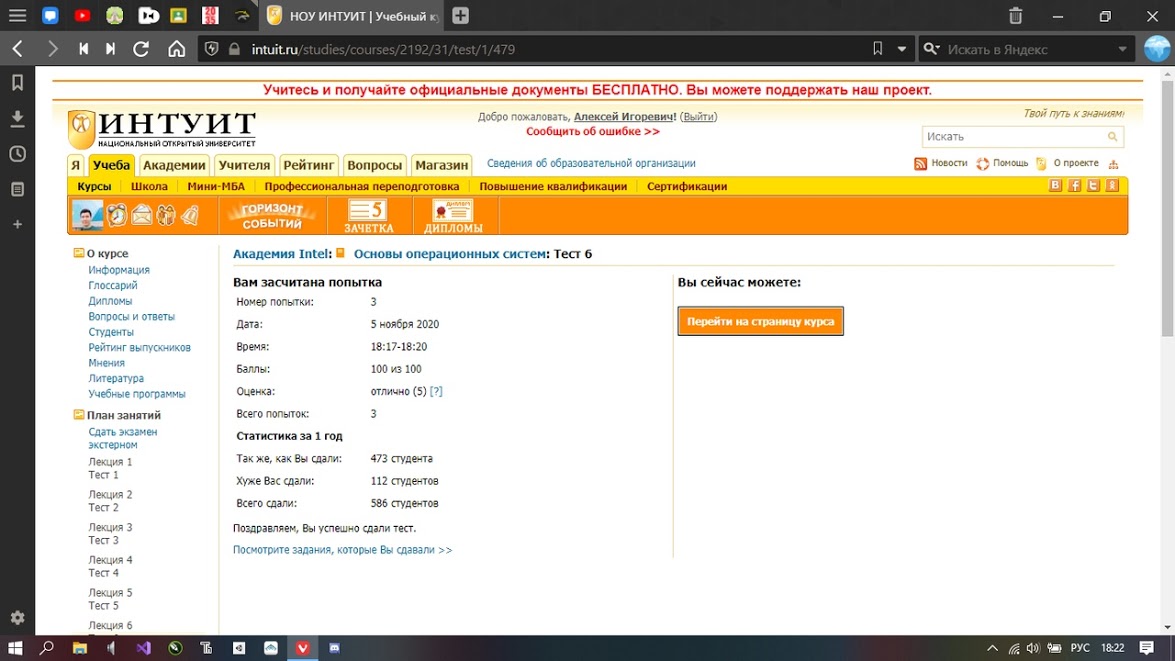 НОУ ИНТУИТ | Учебный ку
intuit.ru/studies/courses/2192/31/test/1/479
Искать в Яндекс
Учитесь и получайте официальные документы БЕСПЛАТНО. Вы можете поддержать наш проект.
ИНТУИТ
НАЦИОНАЛЬНЫЙ ОТКРЫТЫЙ УНИВЕРСИТЕТ
Добро пожаловать, Алексей Игоревич! (Выйти)
Сообщить об ошибке >>
Твой путь к знаниям!
Искать
Я Учеба Академии Учителя Рейтинг Вопросы Магазин
Сведения об образовательной организации
Новости Помощь О проекте
Курсы Школа Мини-МБА Профессиональная переподготовка Повышение квалификации Сертификации
ГОРИЗОНТ СОБЫТИЙ
5
ЗАЧЕТКА
ДИПЛОМЫ
О курсе
Информация
Глоссарий
Дипломы
Вопросы и ответы
Студенты
Рейтинг выпускников
Мнения
Литература
Учебные программы
План занятий
Сдать экзамен
экстерном
Лекция 1
Тест 1
Лекция 2
Тест 2
Лекция 3
Тест 3
Лекция 4
Тест 4
Лекция 5
Тест 5
Лекция 6
Академия Intel: Основы операционных систем: Тест 6
Вам засчитана попытка
Номер попытки: 3
Дата: 5 ноября 2020
Время: 18:17-18:20
Баллы: 100 из 100
Оценка: отлично (5) [?]
Всего попыток: 3
Статистика за 1 год
Так же, как Вы сдали: 473 студента
Хуже Вас сдали: 112 студентов
Всего сдали: 586 студентов
Поздравляем, Вы успешно сдали тест.
Посмотрите задания, которые Вы сдавали >>
Вы сейчас можете:
Перейти на страницу курса
РУС 18:22